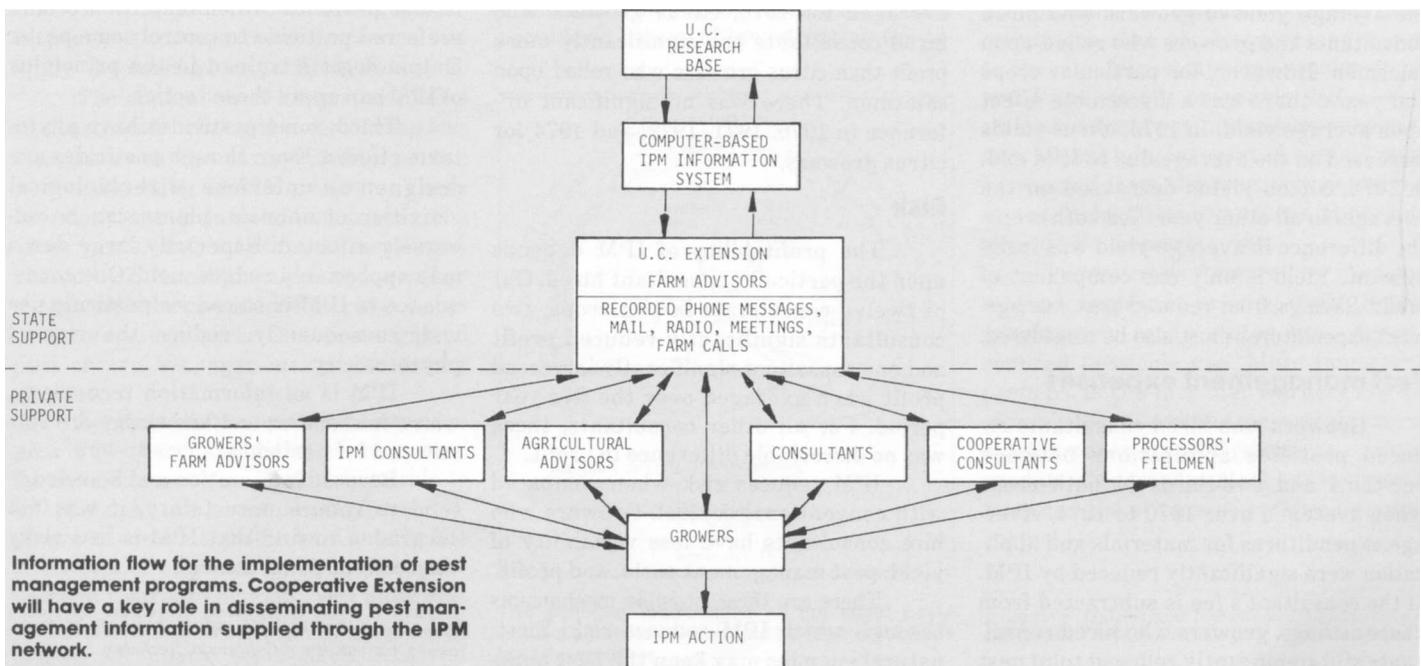 U.C.
RESEARCH
BASE
COMPUTER-BASED
IPM INFORMATION
SYSTEM
U.C. EXTENSION
FARM ADVISORS
RECORDED PHONE MESSAGES,
MAIL, RADIO, MEETINGS,
FARM CALLS
STATE
SUPPORT
PRIVATE
SUPPORT
GROWERS'
FARM ADVISORS
IPM CONSULTANTS
AGRICULTURAL
ADVISORS
CONSULTANTS
COOPERATIVE
CONSULTANTS
PROCESSORS'
FIELDMEN
GROWERS
IPM ACTION
Information flow for the implementation of pest
management programs. Cooperative Extension
will have a key role in disseminating pest man-
agement information supplied through the IPM
network.